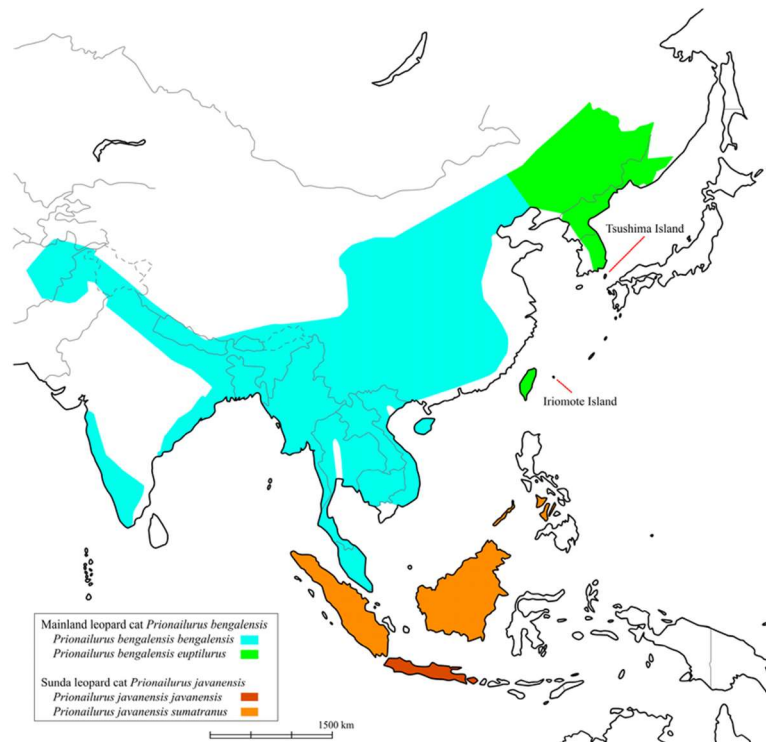 Tsushima Island
Iriomote Island
Mainland leopard cat Prionailurus bengalensis
Prionailurus bengalensis bengalensis
Prionailurus bengalensis euptilurus
Sunda leopard cat Prionailurus javanensis
Prionailurus javanensis javanensis
Prionailurus javanensis sumatranus
1500 km